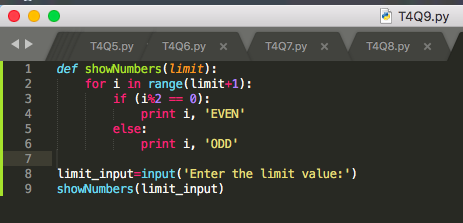 T4Q9.py
T4Q5.py T4Q6.py × T4Q7.py × T4Q8.py ×
1 def showNumbers(limit):
2     for i in range(limit+1):
3         if (i%2 == 0):
4             print i, 'EVEN'
5         else:
6             print i, 'ODD'
7
8 limit_input=input('Enter the limit value:')
9 showNumbers(limit_input)